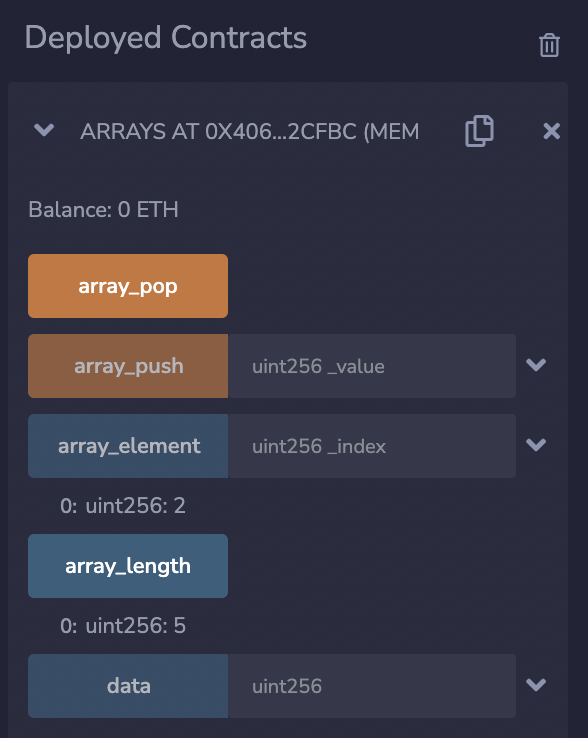 Deployed Contracts
ARRAYS AT 0X406...2CFBC (MEM
Balance: 0 ETH
array_pop
array_push uint256 _value
array_element uint256 _index
0: uint256: 2
array_length
0: uint256: 5
data uint256